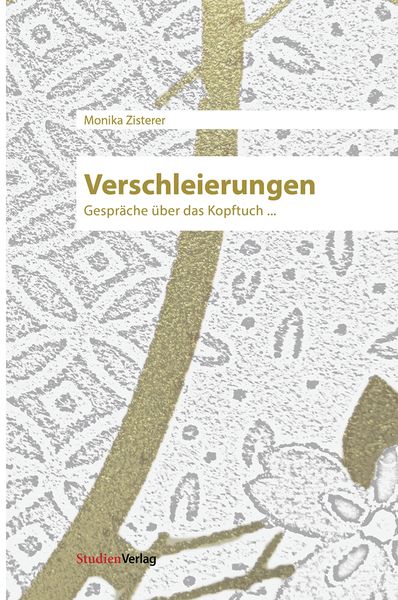 Monika Zisterer
Verschleierungen
Gespräche über das Kopftuch ...
StudienVerlag